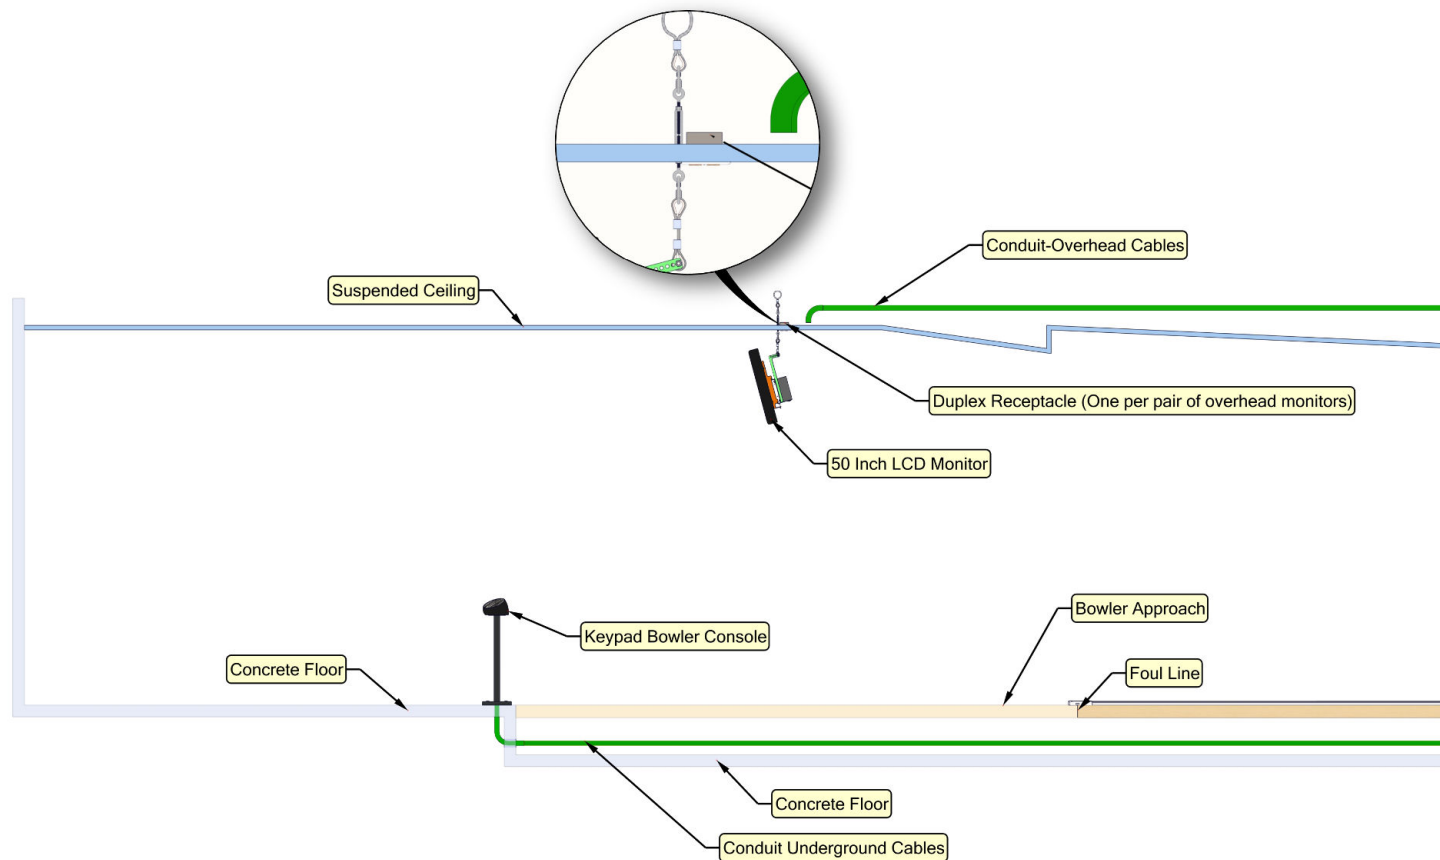 Conduit-Overhead Cables
Suspended Ceiling
Duplex Receptacle (One per pair of overhead monitors)
50 Inch LCD Monitor
Bowler Approach
Keypad Bowler Console
Concrete Floor
Foul Line
Concrete Floor
Conduit Underground Cables